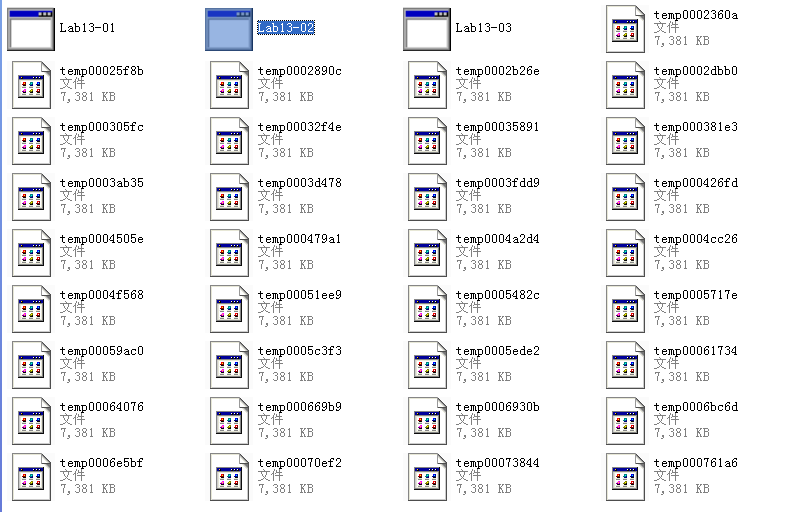 Lab13-01
Lab13-02
Lab13-03
temp0002360a
文件
7,381 KB
temp00025f8b
文件
7,381 KB
temp0002890c
文件
7,381 KB
temp0002b26e
文件
7,381 KB
temp0002dbb0
文件
7,381 KB
temp000305fc
文件
7,381 KB
temp00032f4e
文件
7,381 KB
temp00035891
文件
7,381 KB
temp000381e3
文件
7,381 KB
temp0003ab35
文件
7,381 KB
temp0003d478
文件
7,381 KB
temp0003fdd9
文件
7,381 KB
temp000426fd
文件
7,381 KB
temp0004505e
文件
7,381 KB
temp000479a1
文件
7,381 KB
temp0004a2d4
文件
7,381 KB
temp0004cc26
文件
7,381 KB
temp0004f568
文件
7,381 KB
temp00051ee9
文件
7,381 KB
temp0005482c
文件
7,381 KB
temp0005717e
文件
7,381 KB
temp00059ac0
文件
7,381 KB
temp0005c3f3
文件
7,381 KB
temp0005ede2
文件
7,381 KB
temp00061734
文件
7,381 KB
temp00064076
文件
7,381 KB
temp000669b9
文件
7,381 KB
temp0006930b
文件
7,381 KB
temp0006bc6d
文件
7,381 KB
temp0006e5bf
文件
7,381 KB
temp00070ef2
文件
7,381 KB
temp00073844
文件
7,381 KB
temp000761a6
文件
7,381 KB